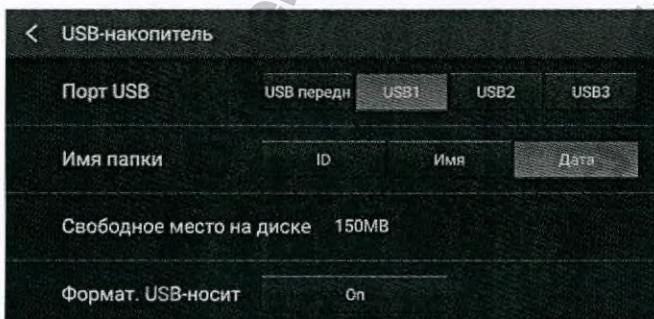 < USB-накопитель
Порт USB USB передн USB1 USB2 USB3
Имя папки ID Имя Дата
Свободное место на диске 150MB
Формат. USB-носит On